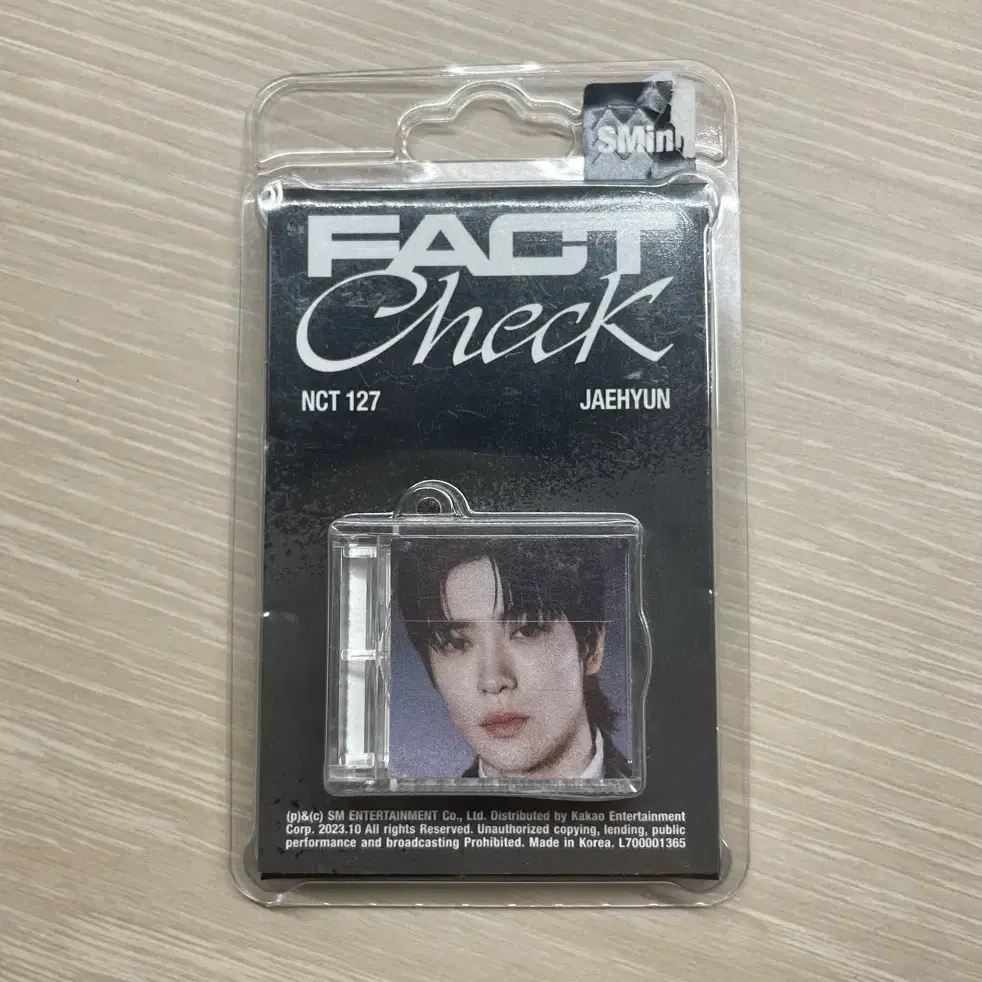 SMini
FACT
Check
NCT 127 JAEHYUN
(p)&(c) SM ENTERTAINMENT Co., Ltd. Distributed by Kakao Entertainment
Corp. 2023.10 All rights Reserved. Unauthorized copying, lending, public
performance and broadcasting Prohibited. Made in Korea. L700001365